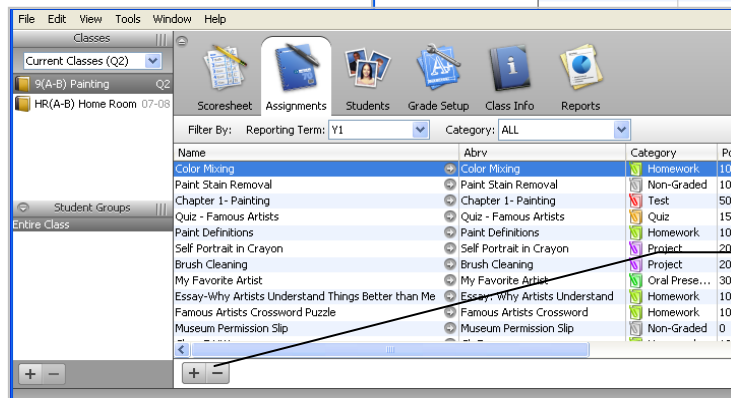 File Edit View Tools Window Help
Classes
Current Classes (Q2)
9(A-B) Painting Q2
HR(A-B) Home Room 07-08
Student Groups
Entire Class
Scoresheet Assignments Students Grade Setup Class Info Reports
Filter By: Reporting Term: Y1 Category: ALL
Name Abrv Category Po
Color Mixing Color Mixing Homework 10
Paint Stain Removal Paint Stain Removal Non-Graded 10
Chapter 1- Painting Chapter 1- Painting Test 50
Quiz - Famous Artists Quiz - Famous Artists Quiz 15
Paint Definitions Paint Definitions Homework 10
Self Portrait in Crayon Self Portrait in Crayon Project 20
Brush Cleaning Brush Cleaning Project 20
My Favorite Artist My Favorite Artist Oral Prese... 30
Essay-Why Artists Understand Things Better than Me Essay: Why Artists Understand Homework 10
Famous Artists Crossword Puzzle Famous Artists Crossword Homework 10
Museum Permission Slip Museum Permission Slip Non-Graded 0